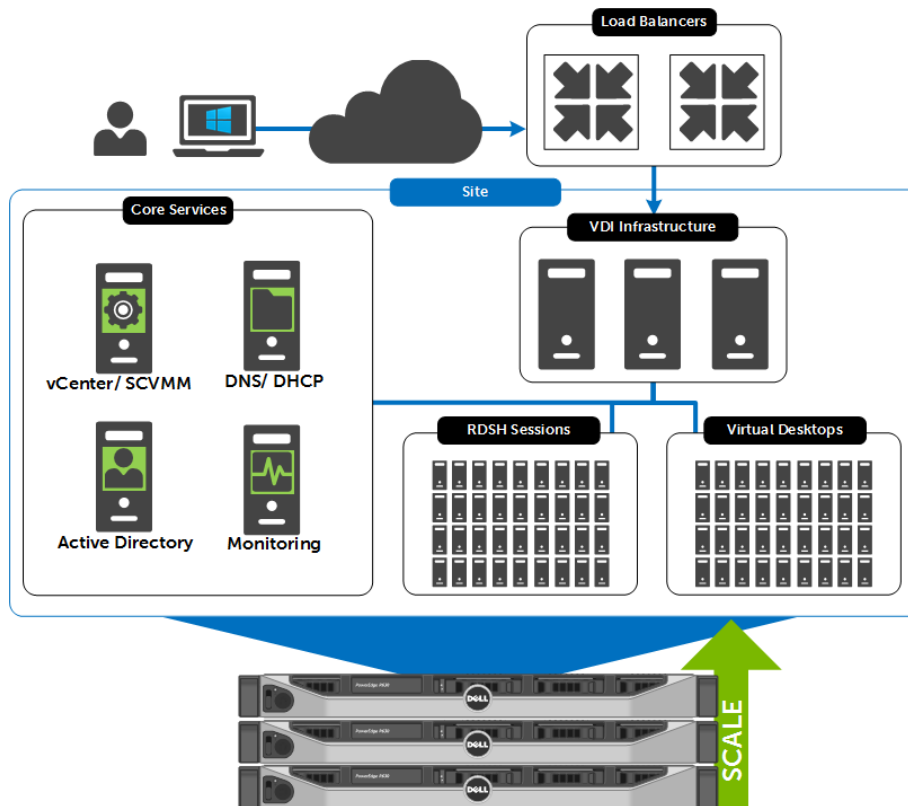 Load Balancers
Site
Core Services
VDI Infrastructure
vCenter/ SCVMM
DNS/ DHCP
RDSH Sessions
Virtual Desktops
Active Directory
Monitoring
SCALE
DELL
DELL
DELL